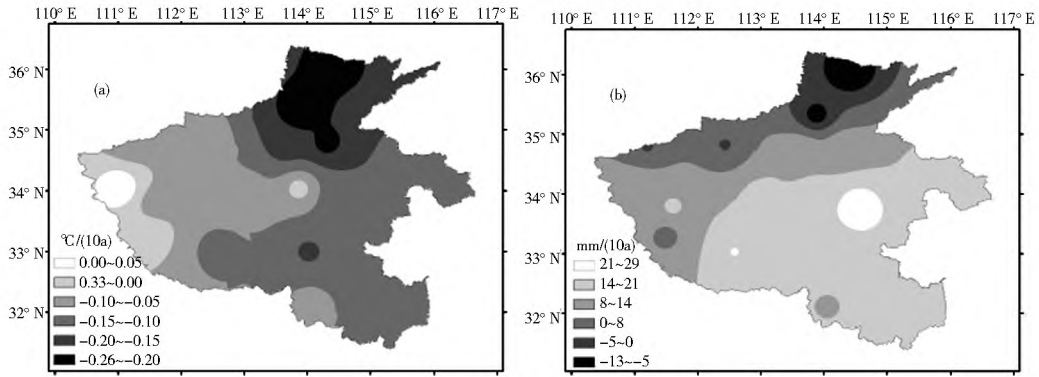 110° E 111° E 112° E 113° E 114° E 115° E 116° E 117° E
36° N
35° N
34° N
33° N
32° N
(a)
℃/(10a)
0.00~0.05
0.33~0.00
−0.10~−0.05
−0.15~−0.10
−0.20~−0.15
−0.26~−0.20
110° E 111° E 112° E 113° E 114° E 115° E 116° E 117° E
36° N
35° N
34° N
33° N
32° N
(b)
mm/(10a)
21~29
14~21
8~14
0~8
−5~0
−13~−5